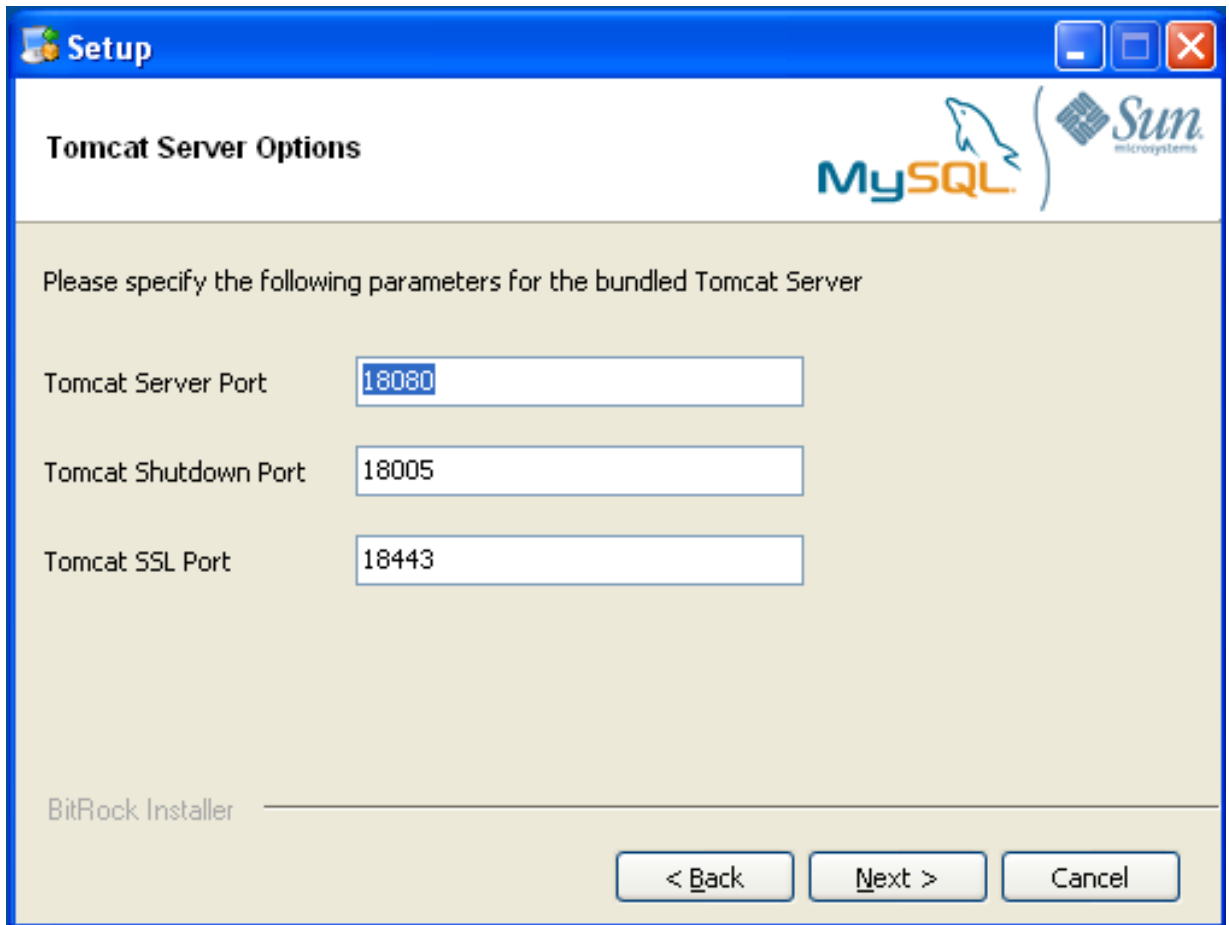 Setup
Tomcat Server Options
MySQL
Sun
microsystems
Please specify the following parameters for the bundled Tomcat Server
Tomcat Server Port 18080
Tomcat Shutdown Port 18005
Tomcat SSL Port 18443
BitRock Installer
< Back Next > Cancel